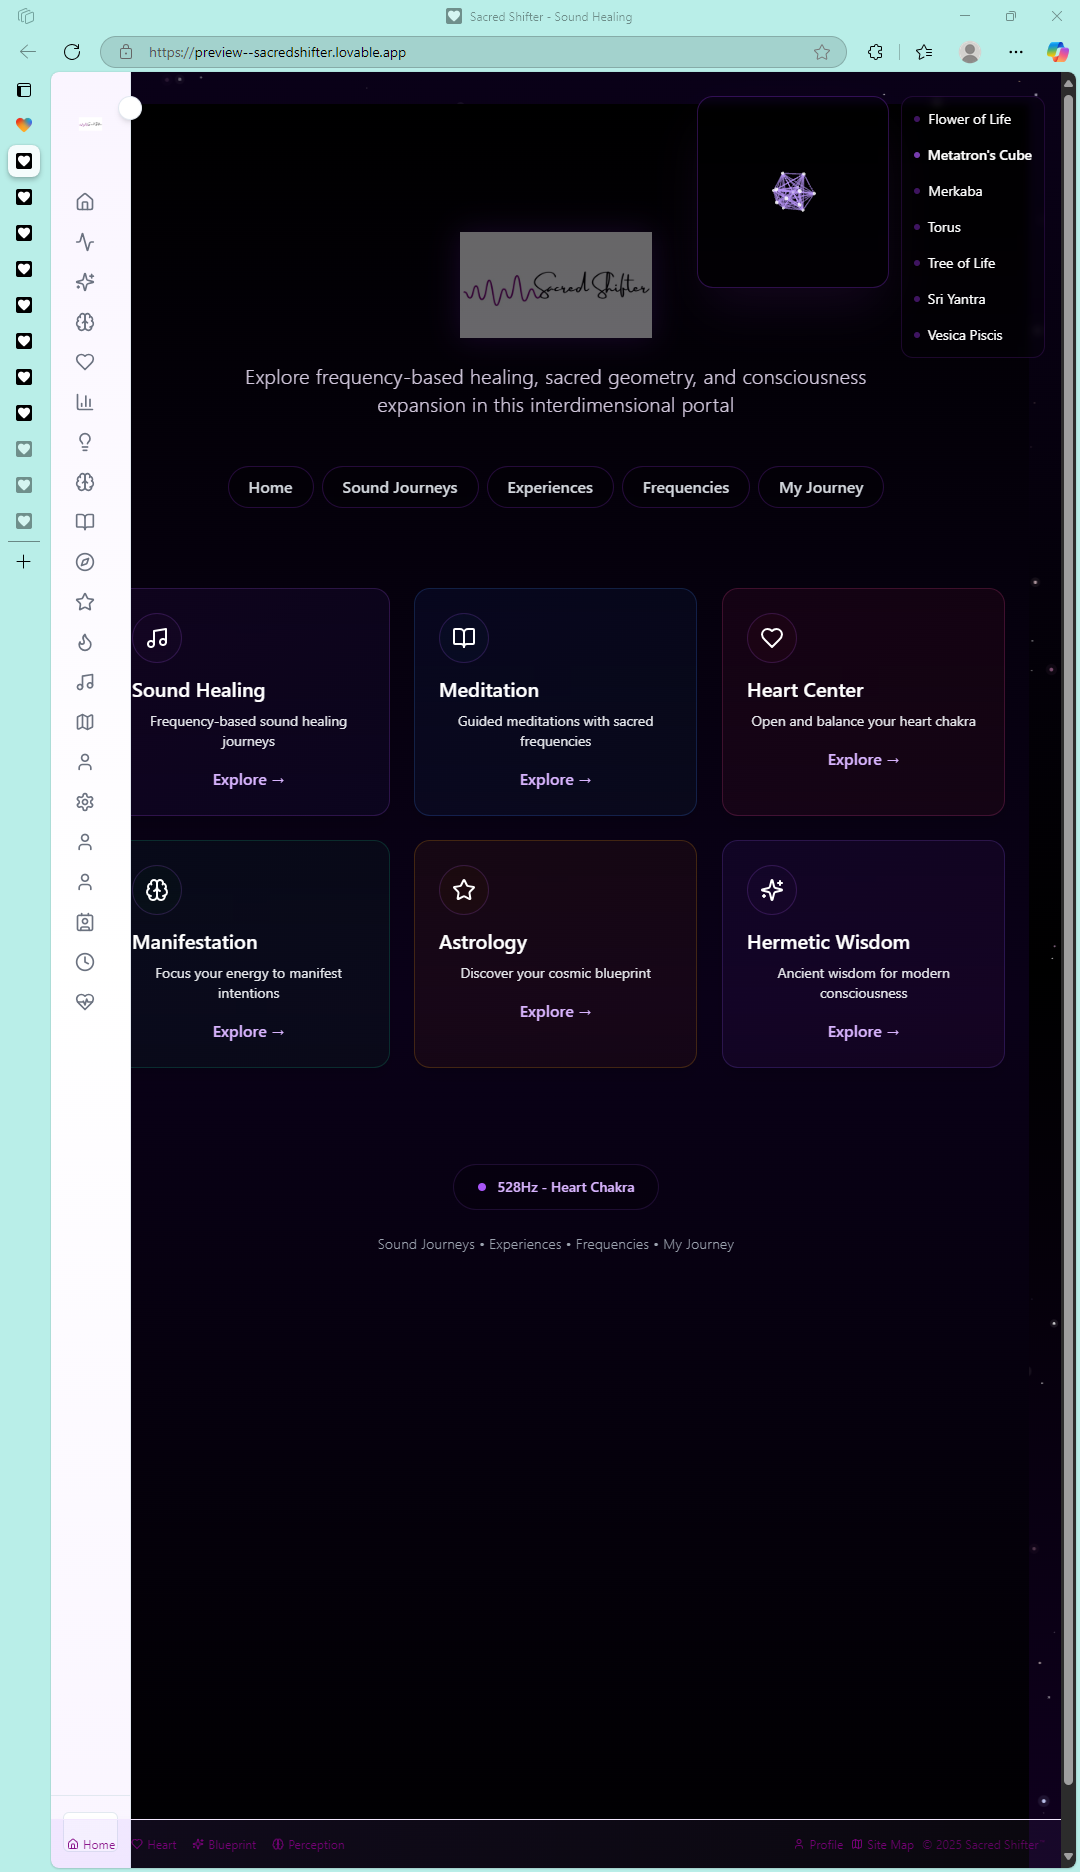 Sacred Shifter - Sound Healing
https://preview--sacredshifter.lovable.app
Flower of Life
Metatron's Cube
Merkaba
Torus
Tree of Life
Sri Yantra
Vesica Piscis
Sacred Shifter
Explore frequency-based healing, sacred geometry, and consciousness
expansion in this interdimensional portal
Home
Sound Journeys
Experiences
Frequencies
My Journey
Sound Healing
Frequency-based sound healing
journeys
Explore →
Meditation
Guided meditations with sacred
frequencies
Explore →
Heart Center
Open and balance your heart chakra
Explore →
Manifestation
Focus your energy to manifest
intentions
Explore →
Astrology
Discover your cosmic blueprint
Explore →
Hermetic Wisdom
Ancient wisdom for modern
consciousness
Explore →
528Hz - Heart Chakra
Sound Journeys • Experiences • Frequencies • My Journey
Home
Heart
Blueprint
Perception
Profile
Site Map
© 2025 Sacred Shifter